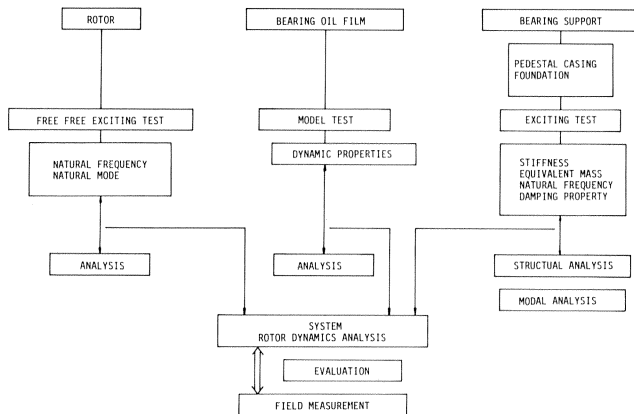 ROTOR
BEARING OIL FILM
BEARING SUPPORT
PEDESTAL CASING
FOUNDATION
FREE FREE EXCITING TEST
MODEL TEST
EXCITING TEST
DYNAMIC PROPERTIES
NATURAL FREQUENCY
NATURAL MODE
STIFFNESS
EQUIVALENT MASS
NATURAL FREQUENCY
DAMPING PROPERTY
ANALYSIS
ANALYSIS
STRUCTUAL ANALYSIS
MODAL ANALYSIS
SYSTEM
ROTOR DYNAMICS ANALYSIS
EVALUATION
FIELD MEASUREMENT